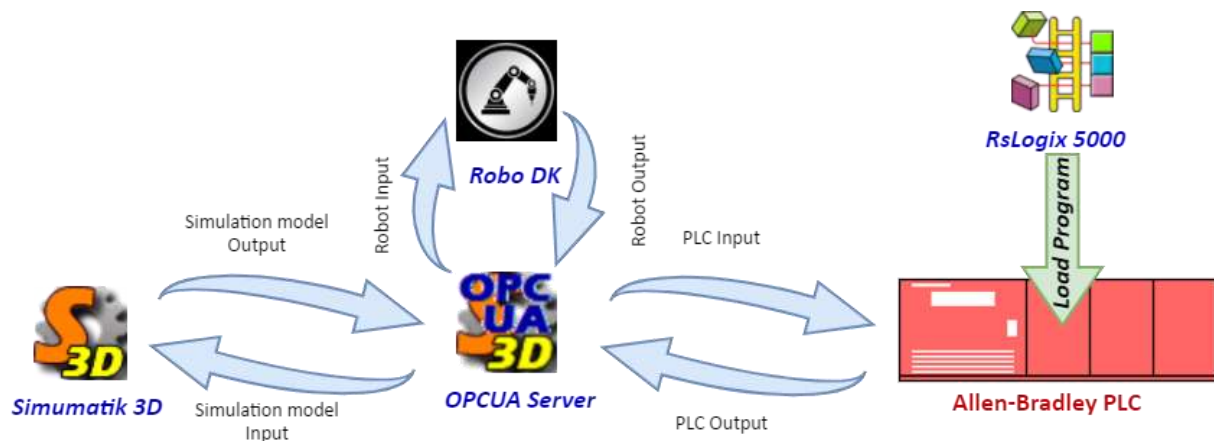 RsLogix 5000
Load Program
Robo DK
Robot Input
Robot Output
Simulation model
Output
PLC Input
S
3D
Simumatik 3D
OPC
UA
3D
OPCUA Server
Allen-Bradley PLC
Simulation model
Input
PLC Output